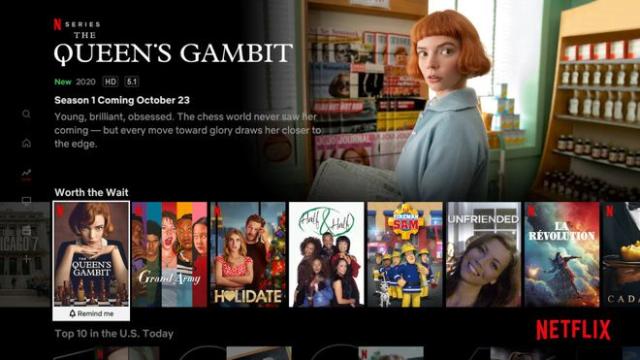 N SERIES
THE
QUEEN'S GAMBIT
New 2020 HD 5.1
Season 1 Coming October 23
Young, brilliant, obsessed. The chess world never saw her
coming — but every move toward glory draws her closer to
the edge.
Worth the Wait
THE
QUEEN'S
GAMBIT
Remind me
Grand Army
HOLIDATE
Half & Half
FIREMAN
SAM
UNFRIENDED
LA
RÉVOLUTION
NETFLIX
Top 10 in the U.S. Today